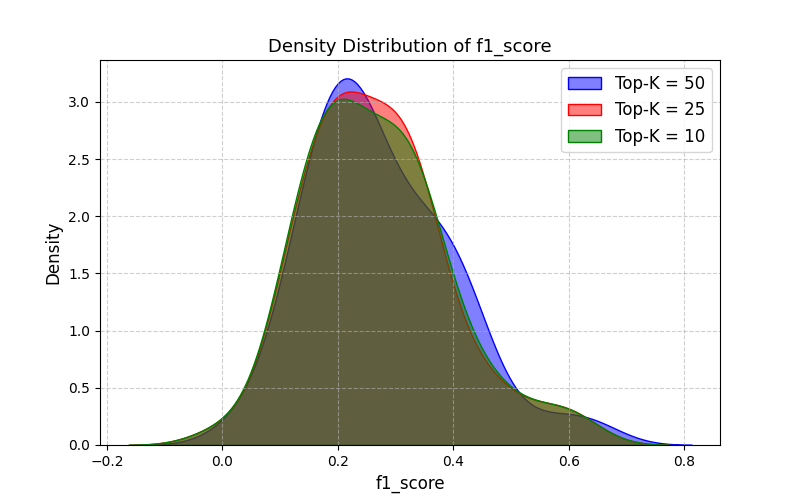 Density Distribution of f1_score
Top-K = 50
Top-K = 25
Top-K = 10
Density
3.0
2.5
2.0
1.5
1.0
0.5
0.0
−0.2 0.0 0.2 0.4 0.6 0.8
f1_score